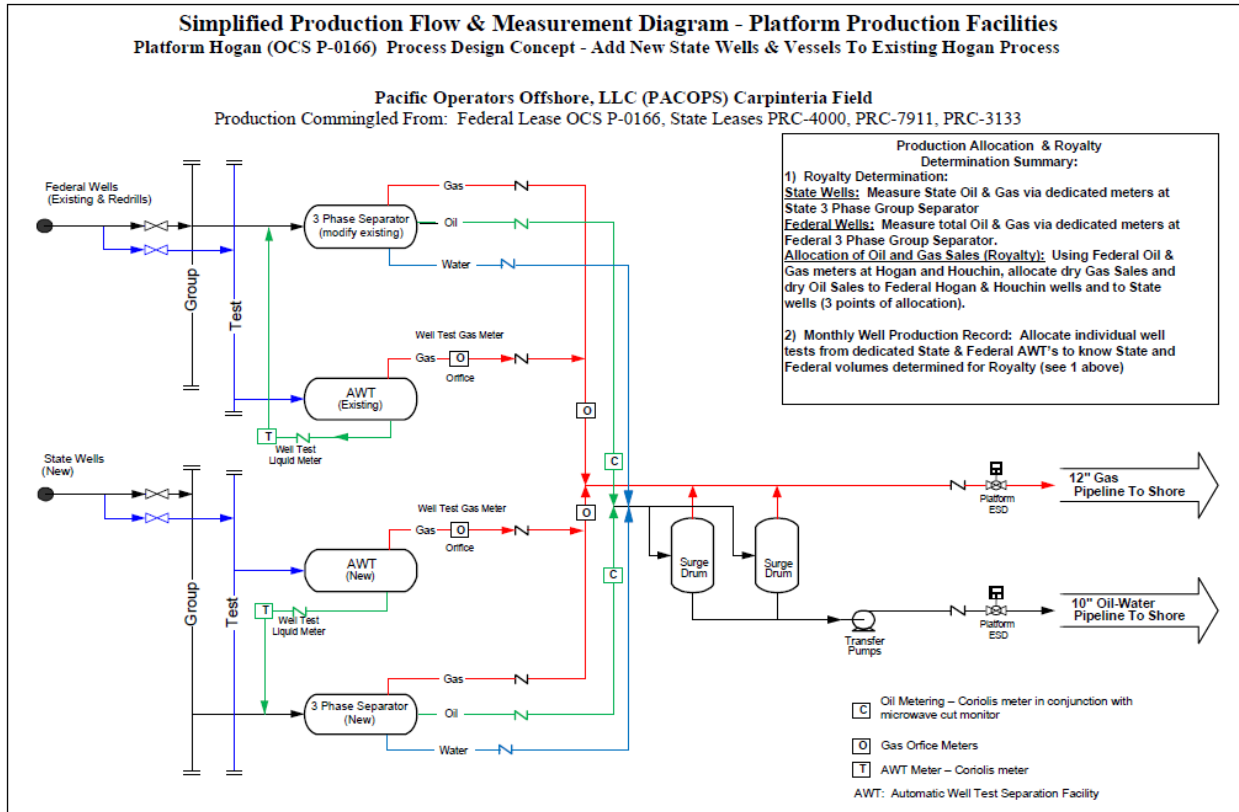 Simplified Production Flow & Measurement Diagram - Platform Production Facilities
Platform Hogan (OCS P-0166)  Process Design Concept - Add New State Wells & Vessels To Existing Hogan Process
Pacific Operators Offshore, LLC (PACOPS) Carpinteria Field
Production Commingled From:  Federal Lease OCS P-0166, State Leases PRC-4000, PRC-7911, PRC-3133
Production Allocation  & Royalty
Determination Summary:
1)  Royalty Determination:
State Wells:  Measure State Oil & Gas via dedicated meters at
State 3 Phase Group Separator
Federal Wells:  Measure total Oil & Gas via dedicated meters at
Federal 3 Phase Group Separator.
Allocation of Oil and Gas Sales (Royalty):  Using Federal Oil &
Gas meters at Hogan and Houchin, allocate dry Gas Sales and
dry Oil Sales to Federal Hogan & Houchin wells and to State
wells (3 points of allocation).
2)  Monthly Well Production Record:  Allocate individual well
tests from dedicated State & Federal AWT's to know State and
Federal volumes determined for Royalty (see 1 above)
Federal Wells
(Existing & Redrills)
Group
Test
3 Phase Separator
(modify existing)
Gas
Oil
Water
Well Test Gas Meter
Gas
O
Orifice
AWT
(Existing)
T
Well Test
Liquid Meter
O
C
State Wells
(New)
Group
Test
Well Test Gas Meter
Gas
O
Orifice
AWT
(New)
T
Well Test
Liquid Meter
O
C
3 Phase Separator
(New)
Gas
Oil
Water
Surge
Drum
Surge
Drum
Platform
ESD
12" Gas
Pipeline To Shore
Transfer
Pumps
Platform
ESD
10" Oil-Water
Pipeline To Shore
C
Oil Metering – Coriolis meter in conjunction with
microwave cut monitor
O
Gas Orfice Meters
T
AWT Meter – Coriolis meter
AWT:  Automatic Well Test Separation Facility